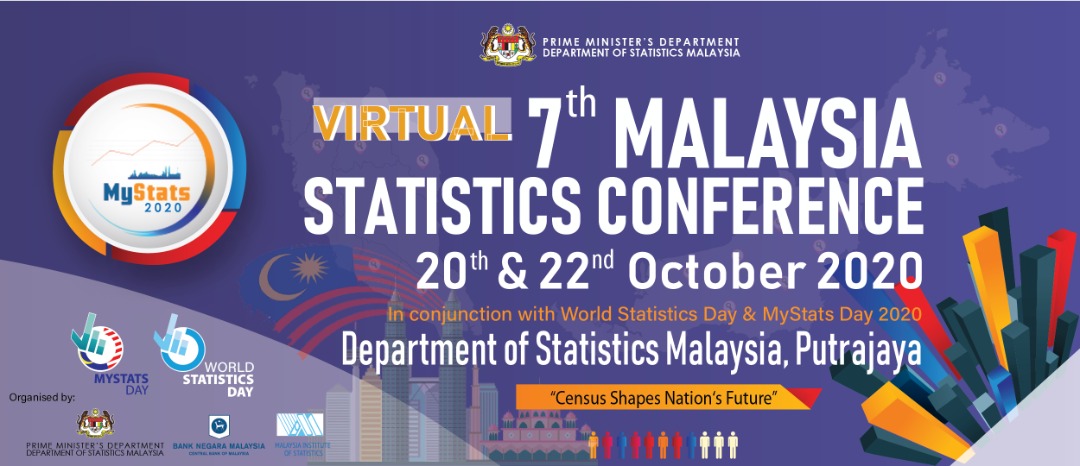 PRIME MINISTER'S DEPARTMENT
DEPARTMENT OF STATISTICS MALAYSIA
VIRTUAL 7th MALAYSIA
STATISTICS CONFERENCE
20th & 22nd October 2020
In conjunction with World Statistics Day & MyStats Day 2020
Department of Statistics Malaysia, Putrajaya
"Census Shapes Nation's Future"
MyStats
2020
MYSTATS
DAY
WORLD
STATISTICS
DAY
Organised by:
PRIME MINISTER'S DEPARTMENT
DEPARTMENT OF STATISTICS MALAYSIA
BANK NEGARA MALAYSIA
CENTRAL BANK OF MALAYSIA
MALAYSIA INSTITUTE
OF STATISTICS